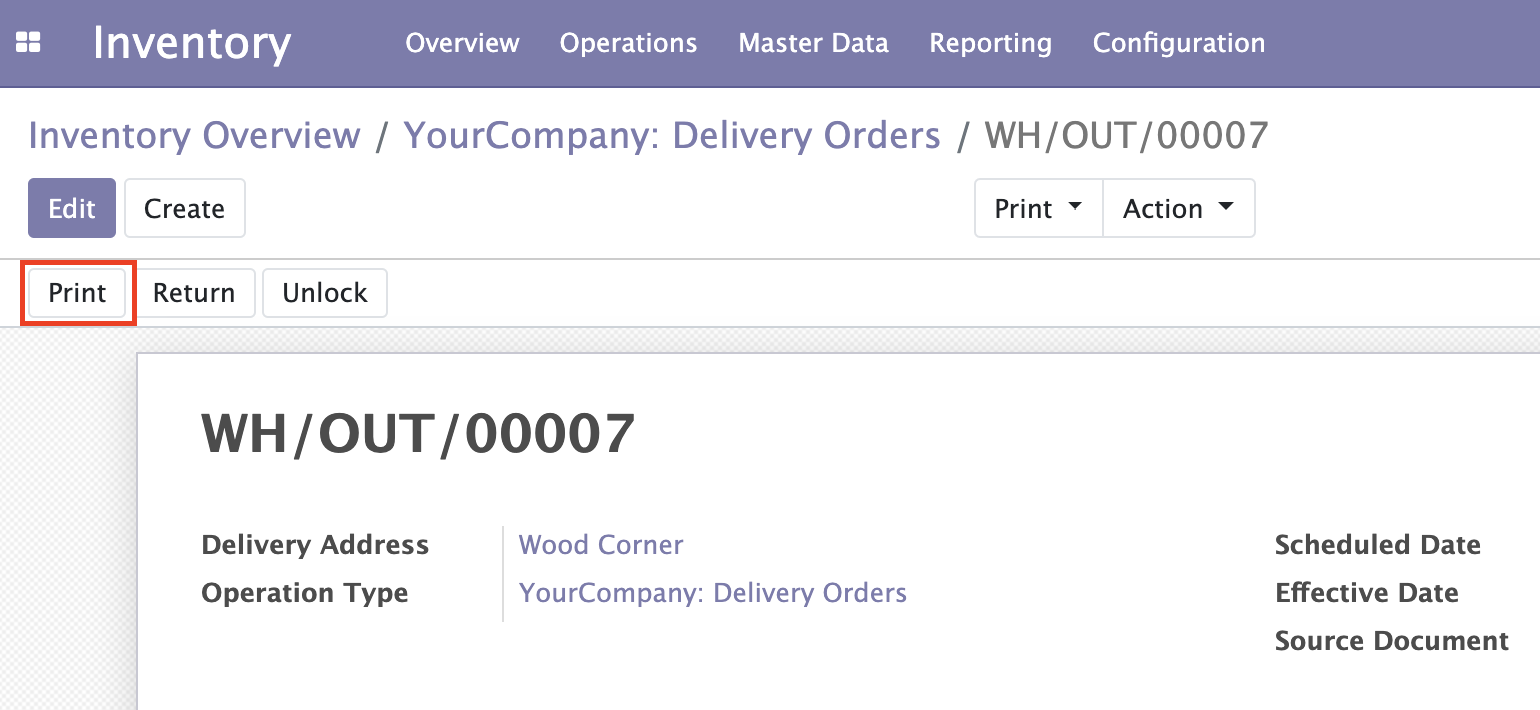 Inventory Overview Operations Master Data Reporting Configuration
Inventory Overview / YourCompany: Delivery Orders / WH/OUT/00007
Edit Create Print Action
Print Return Unlock
WH/OUT/00007
Delivery Address Wood Corner Scheduled Date
Operation Type YourCompany: Delivery Orders Effective Date
Source Document